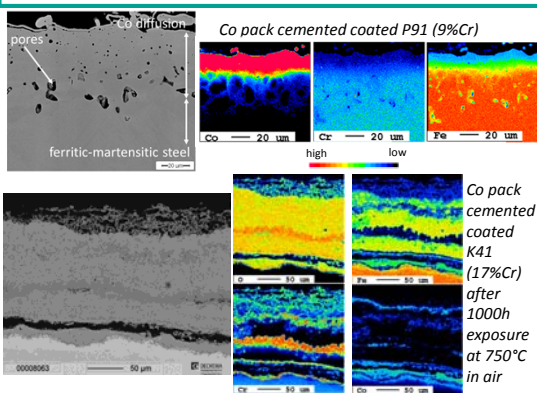 Co diffusion
pores
ferritic-martensitic steel
20 µm
Co pack cemented coated P91 (9%Cr)
Co 20 um
Cr 20 um
Fe 20 um
high low
00008063 50 µm
O 50 um
Fe 50 um
Cr 50 um
Co 50 um
Co pack
cemented
coated
K41
(17%Cr)
after
1000h
exposure
at 750°C
in air